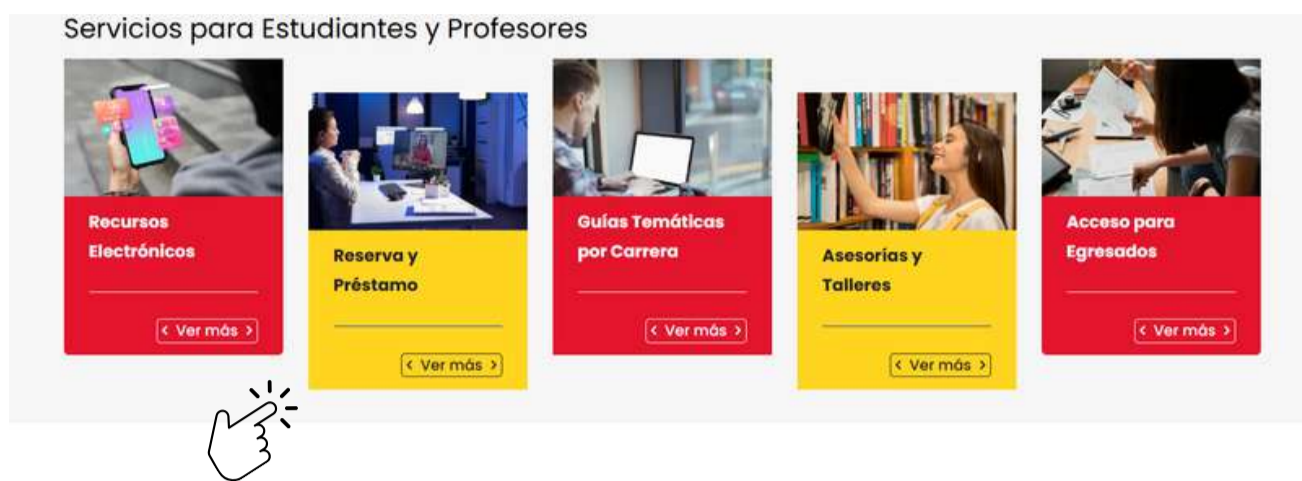 Servicios para Estudiantes y Profesores
Recursos
Electrónicos
‹ Ver más ›
Reserva y
Préstamo
‹ Ver más ›
Guías Temáticas
por Carrera
‹ Ver más ›
Asesorías y
Talleres
‹ Ver más ›
Acceso para
Egresados
‹ Ver más ›